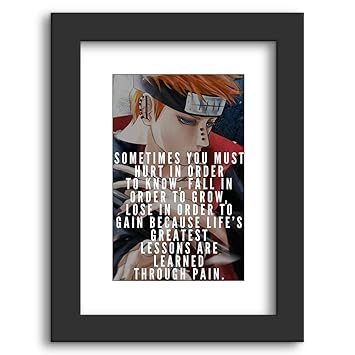 SOMETIMES YOU MUST
HURT IN ORDER
TO KNOW, FALL IN
ORDER TO GROW,
LOSE IN ORDER TO
GAIN BECAUSE LIFE'S
GREATEST
LESSONS ARE
LEARNED
THROUGH PAIN.